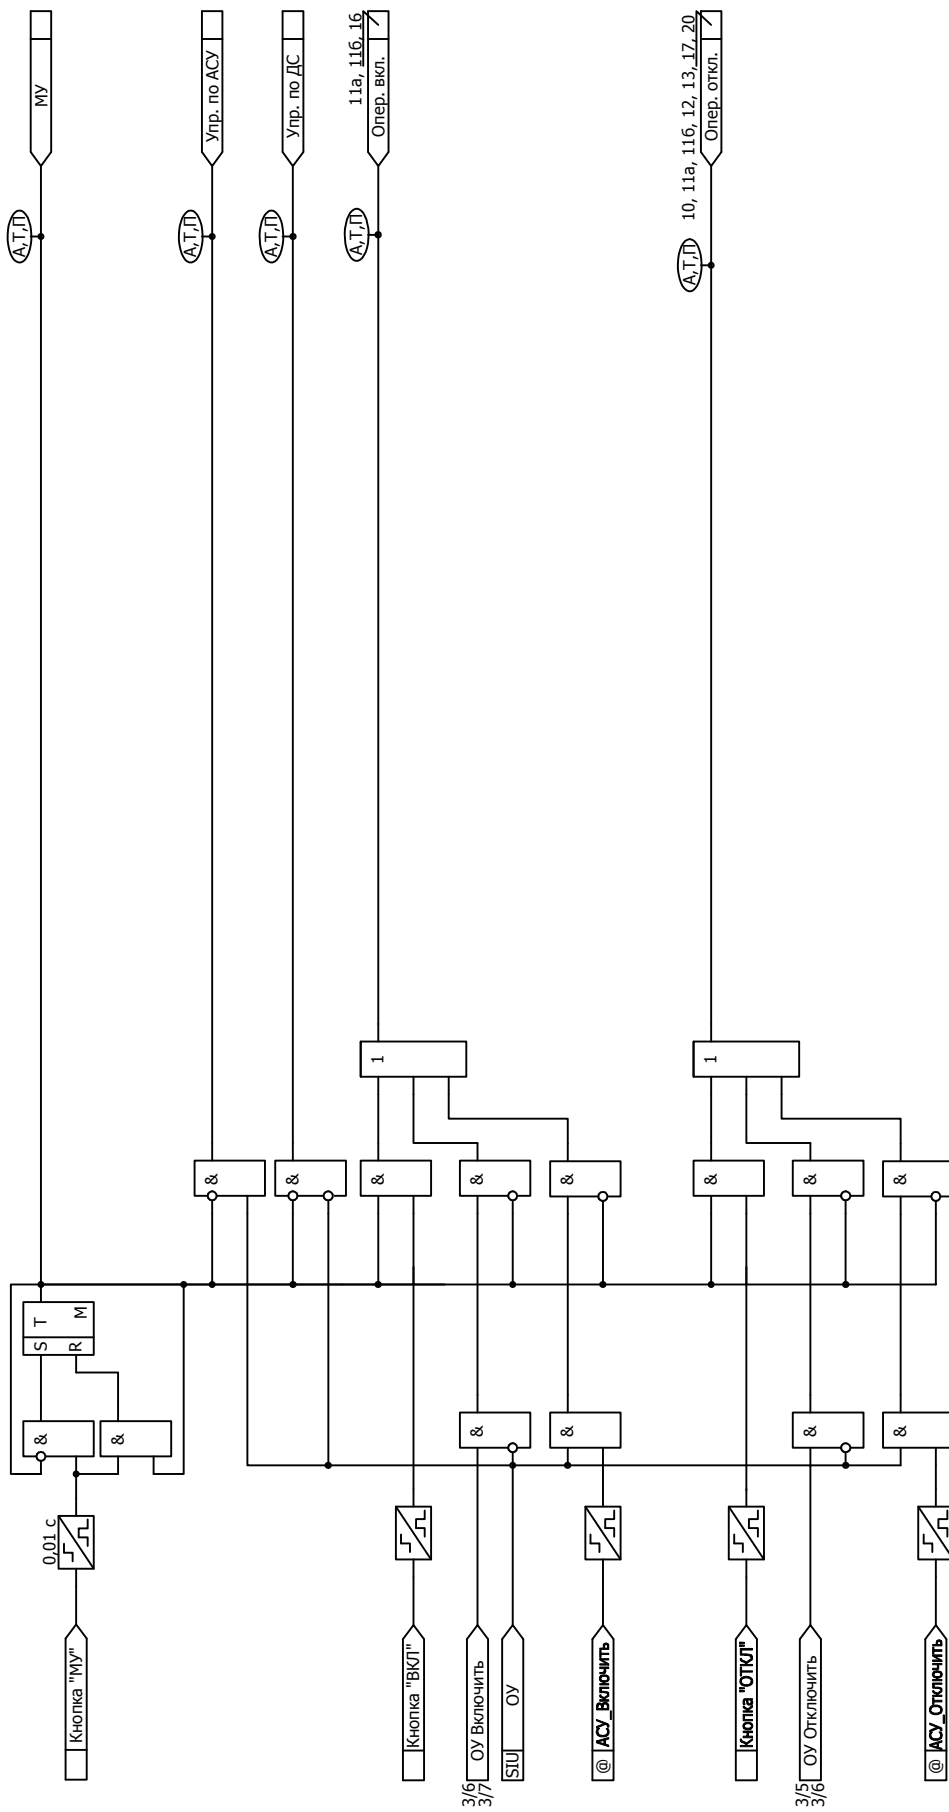 МУ
Упр. по АСУ
Упр. по ДС
11а, 11б, 16
Опер. вкл.
10, 11а, 11б, 12, 13, 17, 20
Опер. откл.
А,Т,П
А,Т,П
А,Т,П
А,Т,П
А,Т,П
1
1
&
&
&
&
&
&
&
&
S T
R M
&
&
&
&
&
&
0,01 с
Кнопка "МУ"
Кнопка "ВКЛ"
3/6
3/7
ОУ Включить
SIU ОУ
@ АСУ_Включить
Кнопка "ОТКЛ"
3/5
3/6
ОУ Отключить
@ АСУ_Отключить